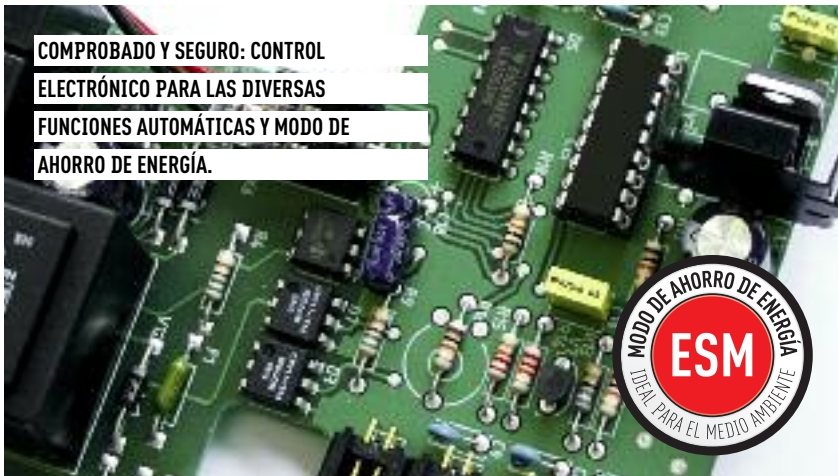 COMPROBADO Y SEGURO: CONTROL
ELECTRÓNICO PARA LAS DIVERSAS
FUNCIONES AUTOMÁTICAS Y MODO DE
AHORRO DE ENERGÍA.
MODO DE AHORRO DE ENERGÍA
ESM
IDEAL PARA EL MEDIO AMBIENTE